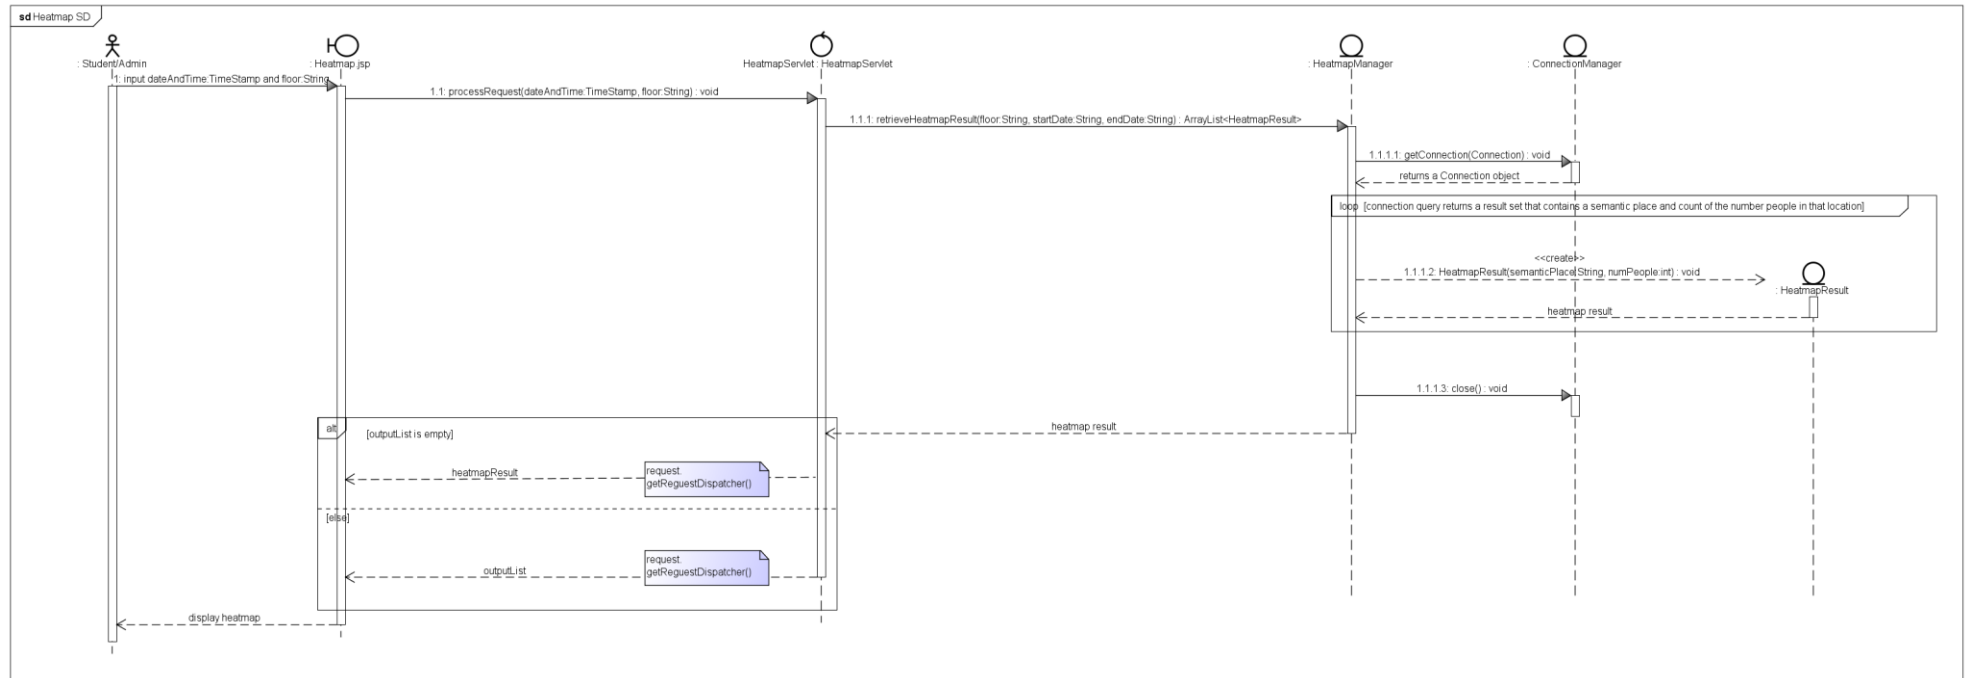 sd Heatmap SD
: Student/Admin
: Heatmap.jsp
HeatmapServlet : HeatmapServlet
: HeatmapManager
: ConnectionManager
1: input dateAndTime:TimeStamp and floor:String
1.1: processRequest(dateAndTime:TimeStamp, floor:String) : void
1.1.1: retrieveHeatmapResult(floor:String, startDate:String, endDate:String) : ArrayList<HeatmapResult>
1.1.1.1: getConnection(Connection) : void
returns a Connection object
loop [connection query returns a result set that contains a semantic place and count of the number people in that location]
<<create>>
1.1.1.2: HeatmapResult(semanticPlace:String, numPeople:int) : void
: HeatmapResult
heatmap result
1.1.1.3: close() : void
alt [outputList is empty]
heatmap result
heatmapResult
request.
getReguestDispatcher()
[else]
outputList
request.
getReguestDispatcher()
display heatmap